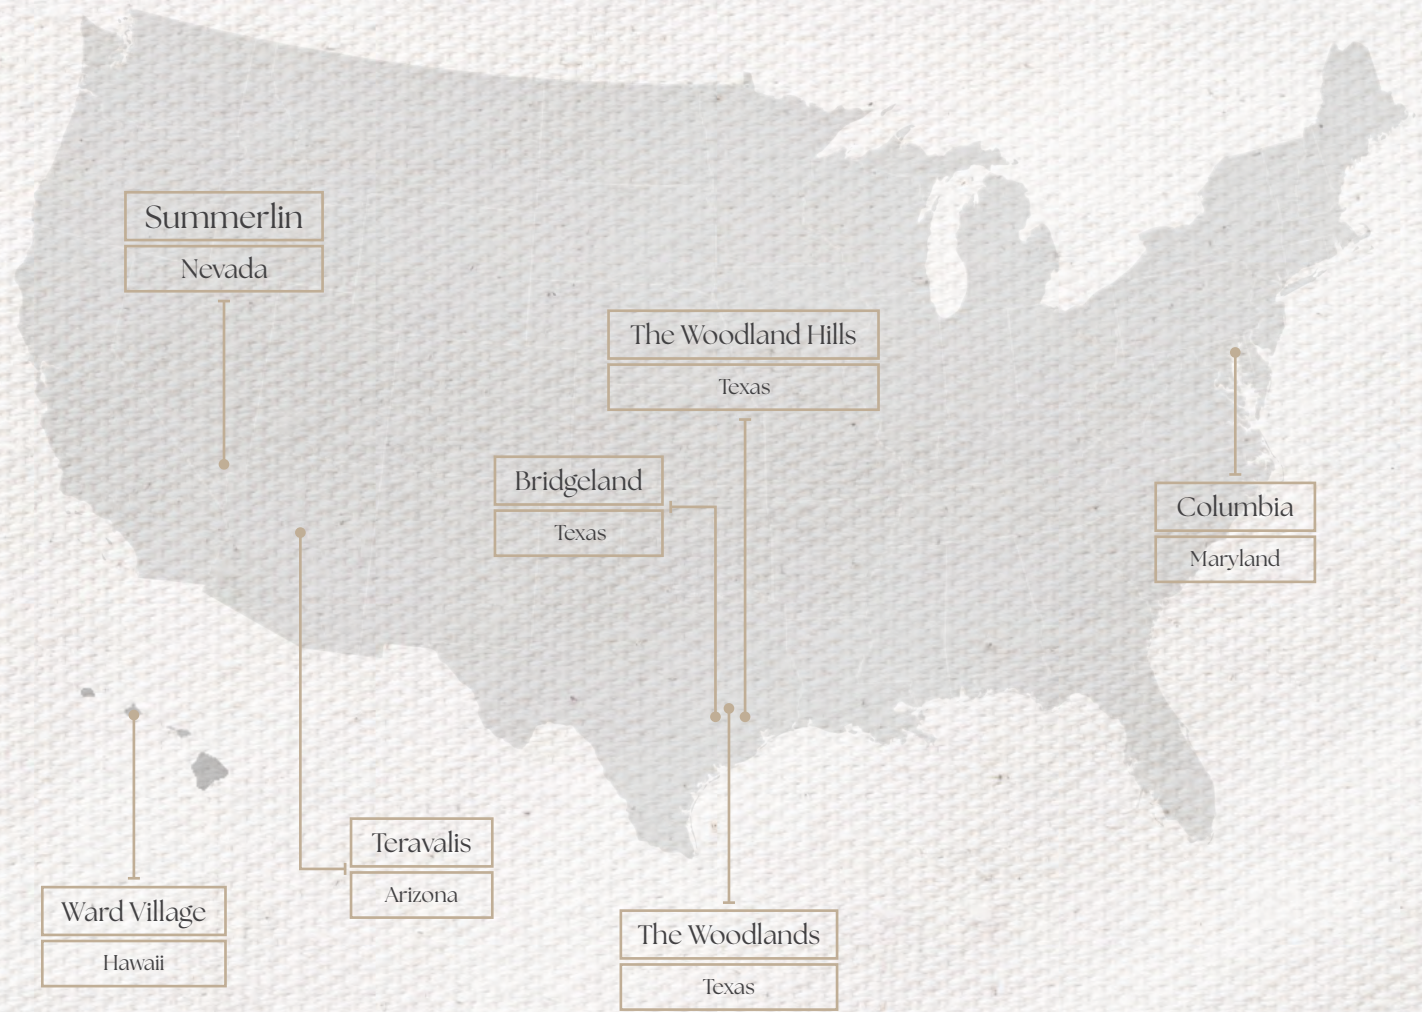 Summerlin
Nevada
The Woodland Hills
Texas
Bridgeland
Texas
Columbia
Maryland
Teravalis
Arizona
Ward Village
Hawaii
The Woodlands
Texas